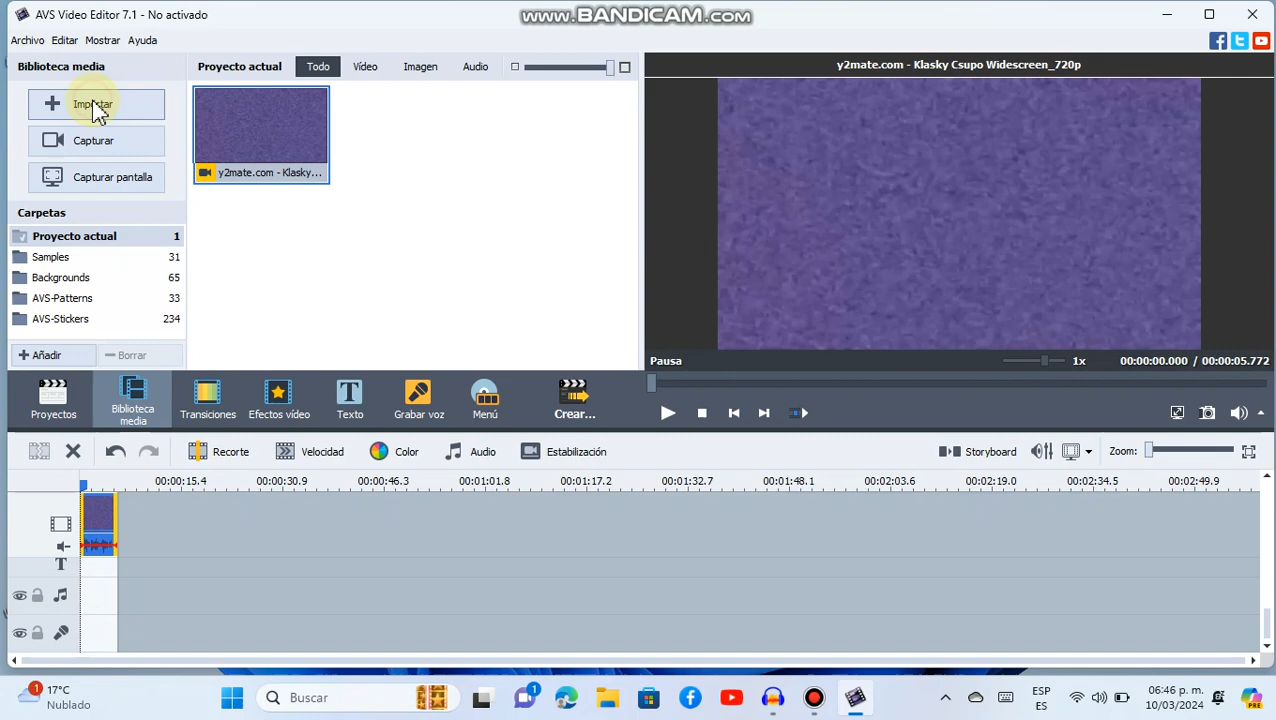 AVS Video Editor 7.1 - No activado
www.BANDICAM.com
Archivo Editar Mostrar Ayuda
Biblioteca media
Proyecto actual Todo Vídeo Imagen Audio
y2mate.com - Klasky Csupo Widescreen_720p
Importar
Capturar
Capturar pantalla
y2mate.com - Klasky...
Carpetas
Proyecto actual 1
Samples 31
Backgrounds 65
AVS-Patterns 33
AVS-Stickers 234
Añadir Borrar
Pausa 1x 00:00:00.000 / 00:00:05.772
Proyectos Biblioteca media Transiciones Efectos vídeo Texto Grabar voz Menú Crear...
Recorte Velocidad Color Audio Estabilización Storyboard Zoom:
00:00:15.4 00:00:30.9 00:00:46.3 00:01:01.8 00:01:17.2 00:01:32.7 00:01:48.1 00:02:03.6 00:02:19.0 00:02:34.5 00:02:49.9
T
1 17°C
Nublado
Buscar
1
ESP
ES
06:46 p. m.
10/03/2024
PRE